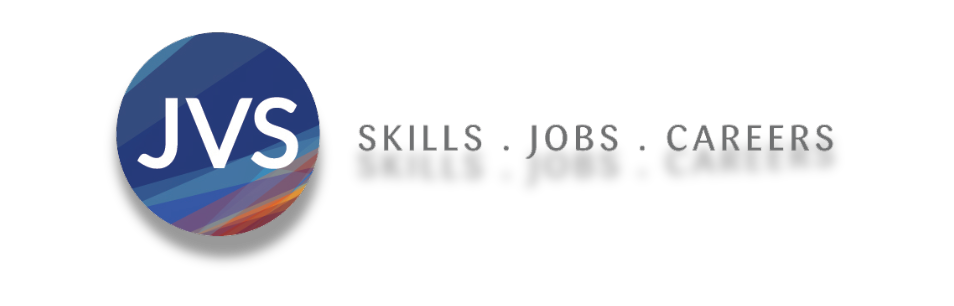 JVS
SKILLS . JOBS . CAREERS